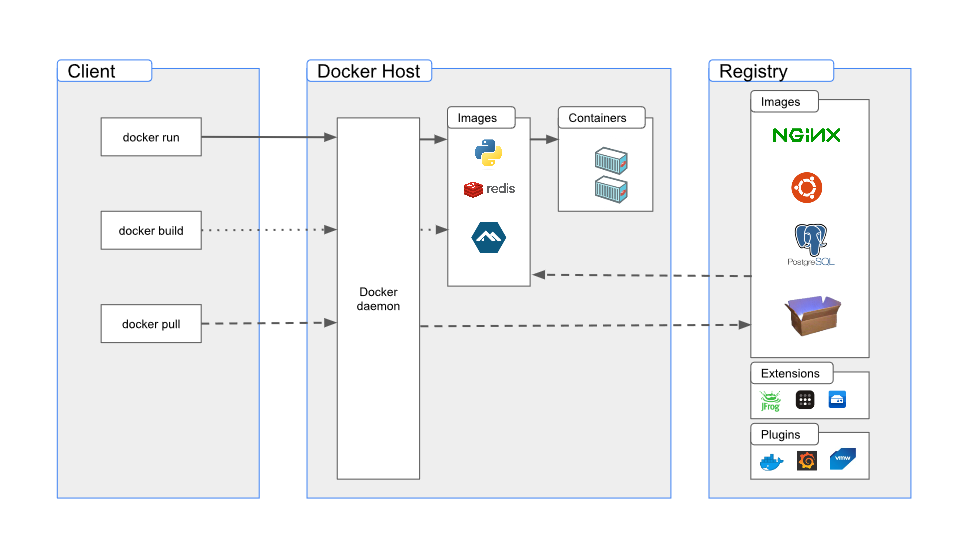 Client
docker run
docker build
docker pull
Docker Host
Docker
daemon
Images
redis
Containers
Registry
Images
NGINX
PostgreSQL
Extensions
JFrog
Plugins
vmw